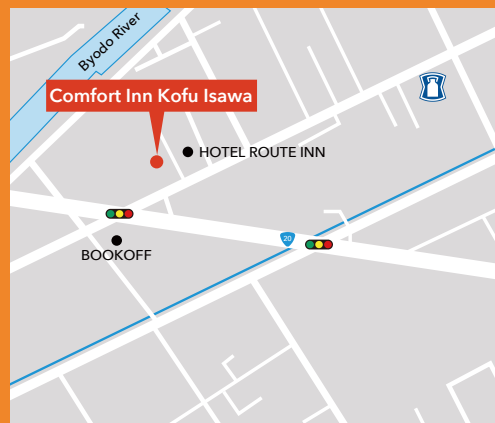 Byodo River
Comfort Inn Kofu Isawa
HOTEL ROUTE INN
20
BOOKOFF